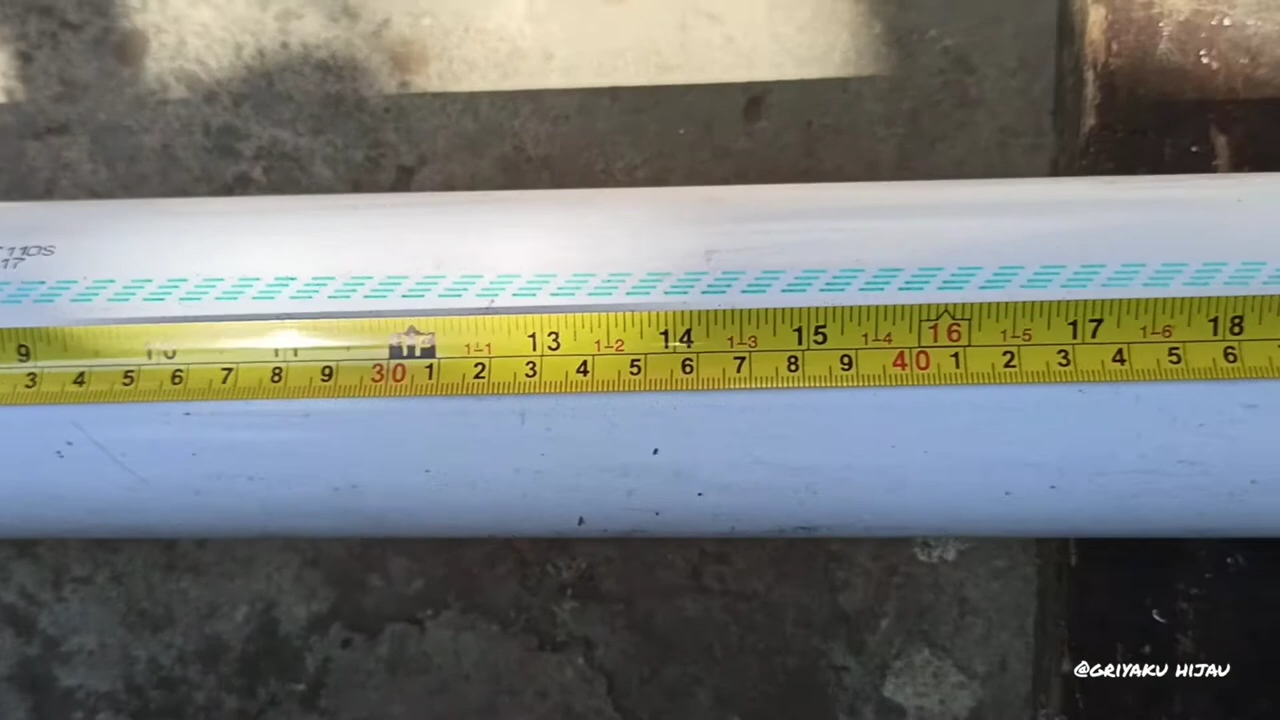 110S
17
9 10 11 13 14 15 16 17 18
1-1 1-2 1-3 1-4 1-5 1-6
3 4 5 6 7 8 9 30 1 2 3 4 5 6 7 8 9 40 1 2 3 4 5 6
@GRIYAKU HIJAU